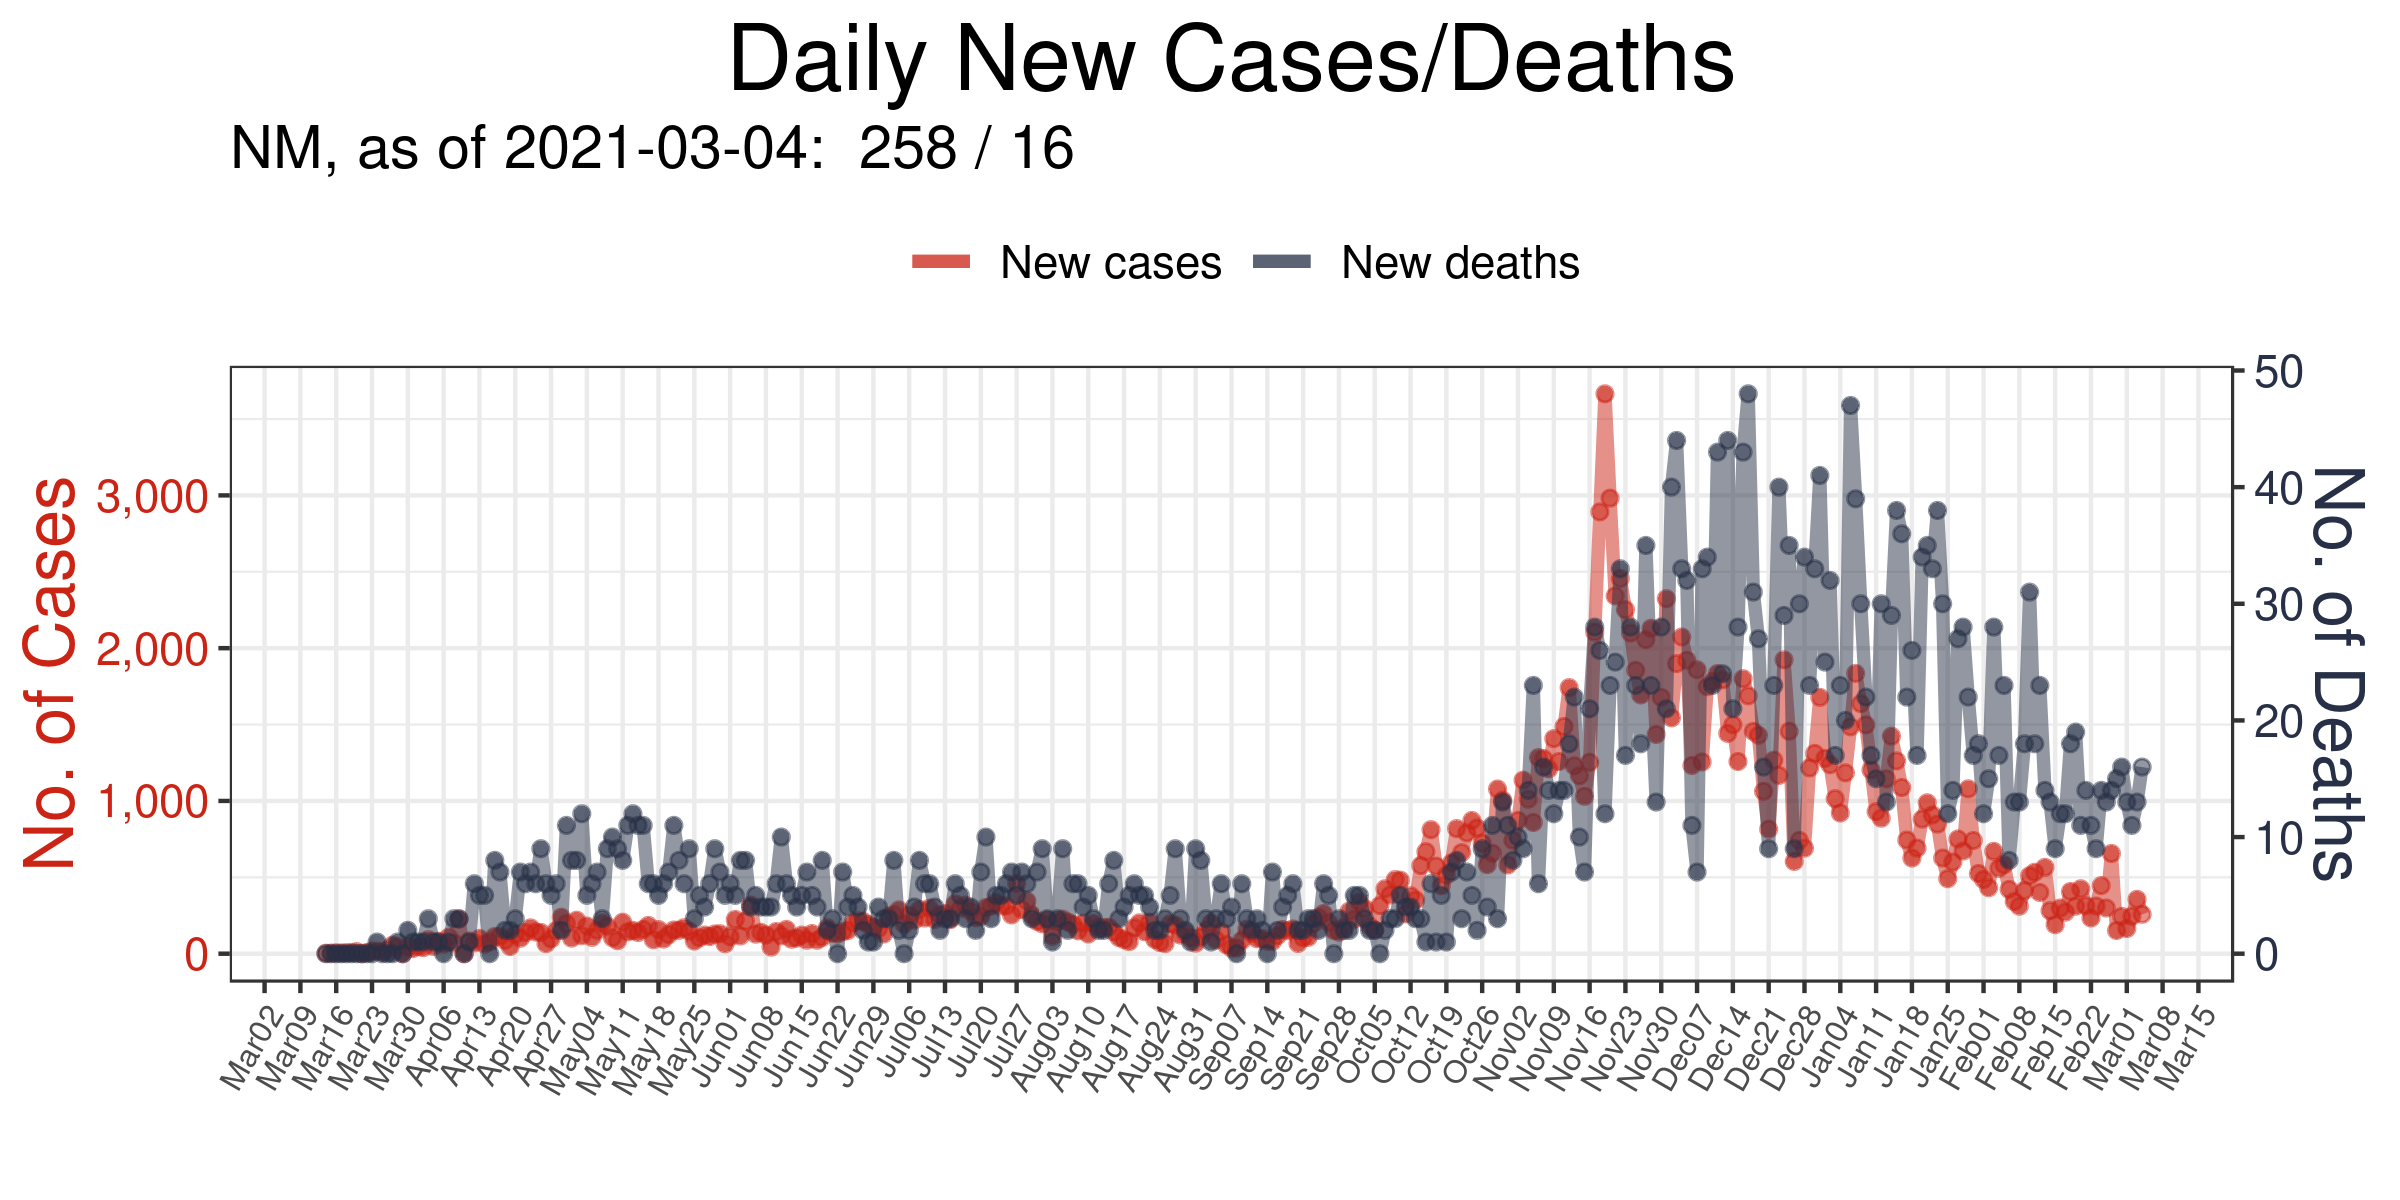 Daily New Cases/Deaths
NM, as of 2021-03-04:  258 / 16
New cases New deaths
No. of Cases
3,000
2,000
1,000
0
50
40
30
20
10
0
No. of Deaths
Mar02 Mar09 Mar16 Mar23 Mar30 Apr06 Apr13 Apr20 Apr27 May04 May11 May18 May25 Jun01 Jun08 Jun15 Jun22 Jun29 Jul06 Jul13 Jul20 Jul27 Aug03 Aug10 Aug17 Aug24 Aug31 Sep07 Sep14 Sep21 Sep28 Oct05 Oct12 Oct19 Oct26 Nov02 Nov09 Nov16 Nov23 Nov30 Dec07 Dec14 Dec21 Dec28 Jan04 Jan11 Jan18 Jan25 Feb01 Feb08 Feb15 Feb22 Mar01 Mar08 Mar15